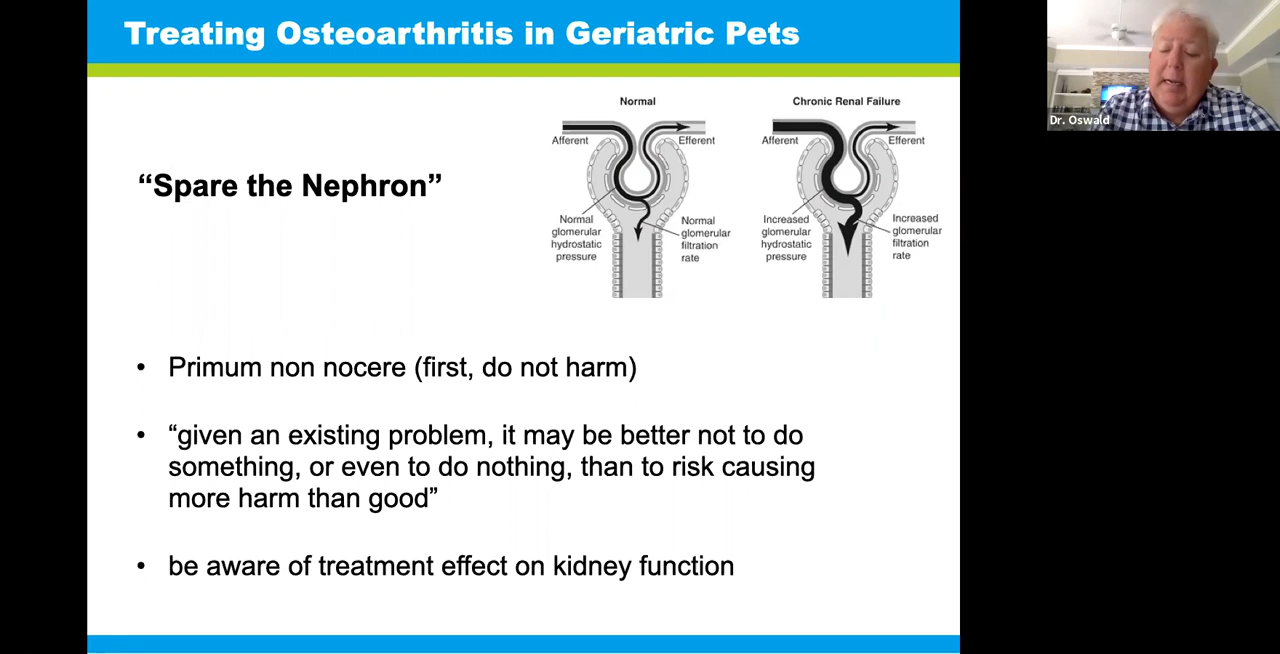 Treating Osteoarthritis in Geriatric Pets
Dr. Oswald
“Spare the Nephron”
Normal
Afferent
Efferent
Normal
glomerular
hydrostatic
pressure
Normal
glomerular
filtration
rate
Chronic Renal Failure
Afferent
Efferent
Increased
glomerular
hydrostatic
pressure
Increased
glomerular
filtration
rate
• Primum non nocere (first, do not harm)
• “given an existing problem, it may be better not to do
something, or even to do nothing, than to risk causing
more harm than good”
• be aware of treatment effect on kidney function